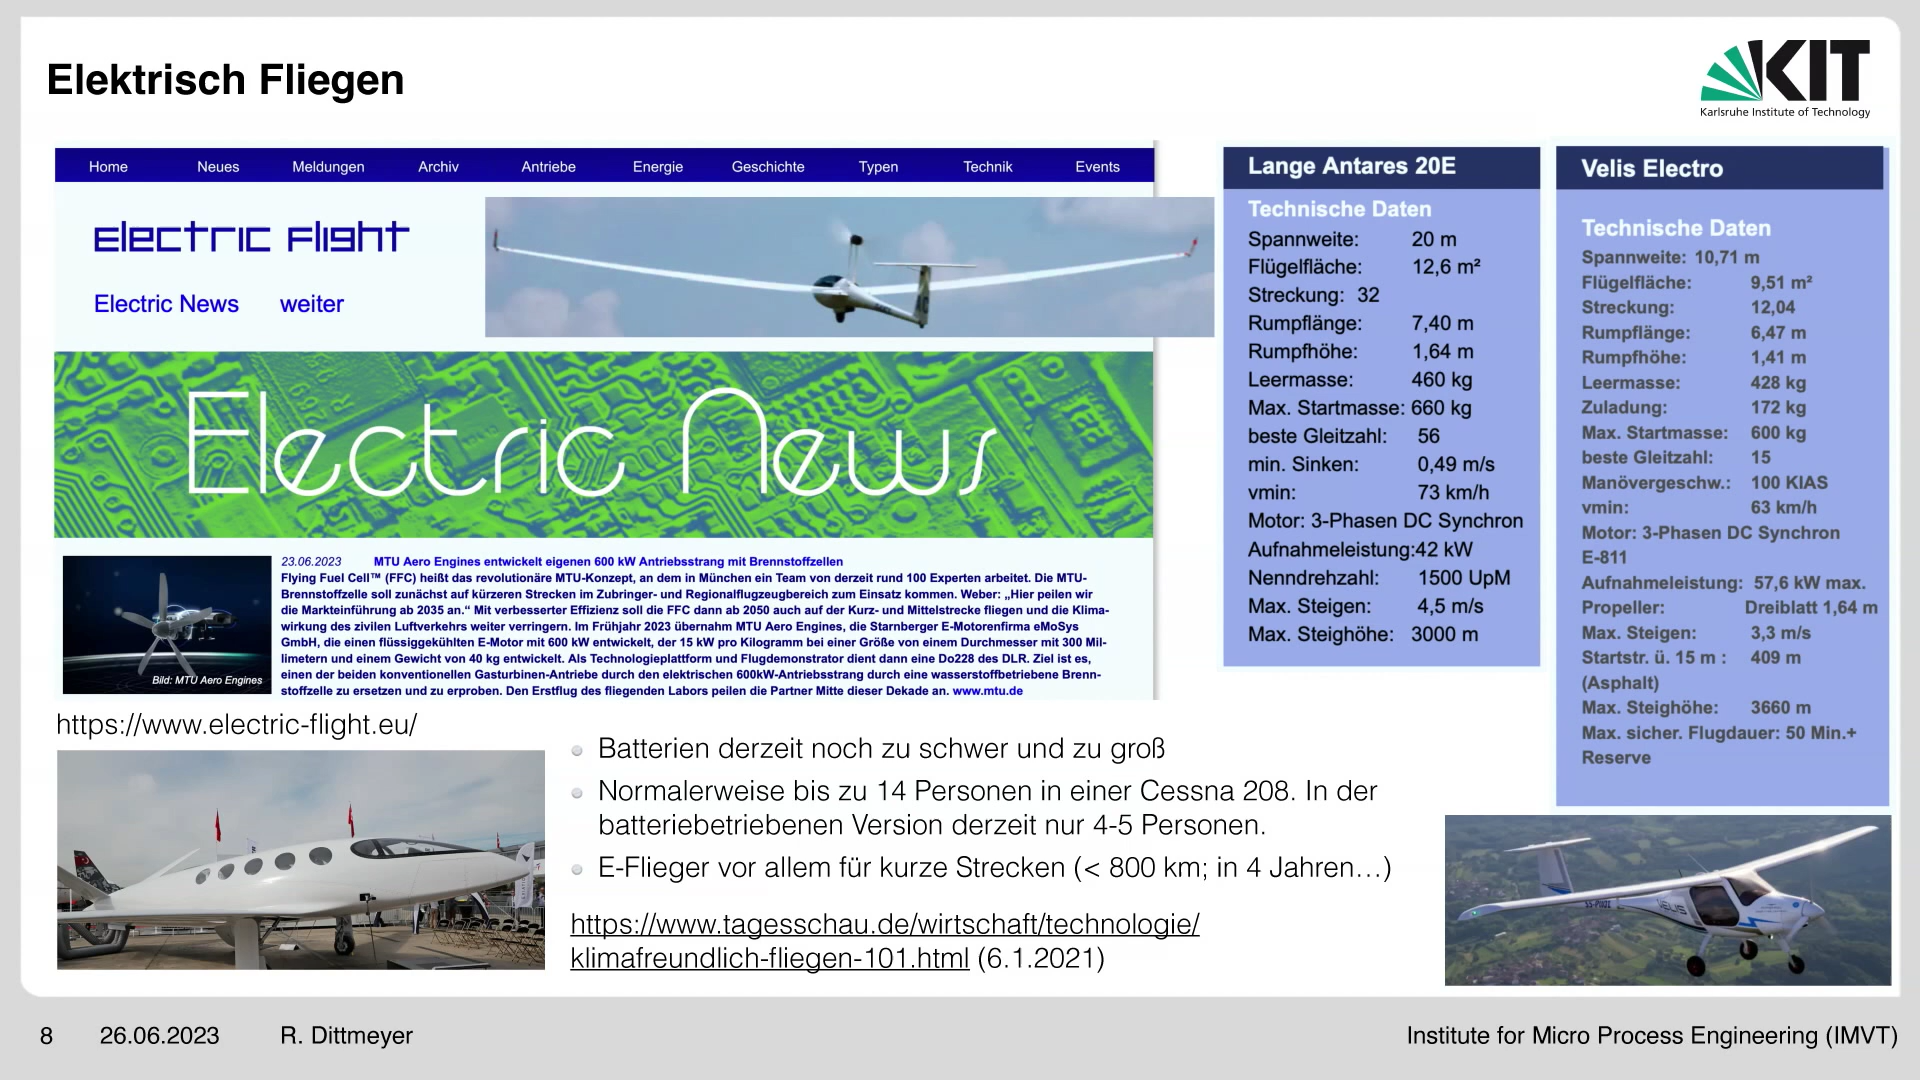 Elektrisch Fliegen
KIT
Karlsruhe Institute of Technology
Home Neues Meldungen Archiv Antriebe Energie Geschichte Typen Technik Events
Electric Flight
Electric News weiter
Electric News
23.06.2023 MTU Aero Engines entwickelt eigenen 600 kW Antriebsstrang mit Brennstoffzellen
Flying Fuel Cell™ (FFC) heißt das revolutionäre MTU-Konzept, an dem in München ein Team von derzeit rund 100 Experten arbeitet. Die MTU-
Brennstoffzelle soll zunächst auf kürzeren Strecken im Zubringer- und Regionalflugzeugbereich zum Einsatz kommen. Weber: „Hier peilen wir
die Markteinführung ab 2035 an.“ Mit verbesserter Effizienz soll die FFC dann ab 2050 auch auf der Kurz- und Mittelstrecke fliegen und die Klima-
wirkung des zivilen Luftverkehrs weiter verringern. Im Frühjahr 2023 übernahm MTU Aero Engines, die Starnberger E-Motorenfirma eMoSys
GmbH, die einen flüssiggekühlten E-Motor mit 600 kW entwickelt, der 15 kW pro Kilogramm bei einer Größe von einem Durchmesser mit 300 Mil-
limetern und einem Gewicht von 40 kg entwickelt. Als Technologieplattform und Flugdemonstrator dient dann eine Do228 des DLR. Ziel ist es,
einen der beiden konventionellen Gasturbinen-Antriebe durch den elektrischen 600kW-Antriebsstrang durch eine wasserstoffbetriebene Brenn-
stoffzelle zu ersetzen und zu erproben. Den Erstflug des fliegenden Labors peilen die Partner Mitte dieser Dekade an. www.mtu.de
Bild: MTU Aero Engines
https://www.electric-flight.eu/
Lange Antares 20E
Technische Daten
Spannweite: 20 m
Flügelfläche: 12,6 m²
Streckung: 32
Rumpflänge: 7,40 m
Rumpfhöhe: 1,64 m
Leermasse: 460 kg
Max. Startmasse: 660 kg
beste Gleitzahl: 56
min. Sinken: 0,49 m/s
vmin: 73 km/h
Motor: 3-Phasen DC Synchron
Aufnahmeleistung:42 kW
Nenndrehzahl: 1500 UpM
Max. Steigen: 4,5 m/s
Max. Steighöhe: 3000 m
Velis Electro
Technische Daten
Spannweite: 10,71 m
Flügelfläche: 9,51 m²
Streckung: 12,04
Rumpflänge: 6,47 m
Rumpfhöhe: 1,41 m
Leermasse: 428 kg
Zuladung: 172 kg
Max. Startmasse: 600 kg
beste Gleitzahl: 15
Manövergeschw.: 100 KIAS
vmin: 63 km/h
Motor: 3-Phasen DC Synchron
E-811
Aufnahmeleistung: 57,6 kW max.
Propeller: Dreiblatt 1,64 m
Max. Steigen: 3,3 m/s
Startstr. ü. 15 m : 409 m
(Asphalt)
Max. Steighöhe: 3660 m
Max. sicher. Flugdauer: 50 Min.+
Reserve
Batterien derzeit noch zu schwer und zu groß
Normalerweise bis zu 14 Personen in einer Cessna 208. In der
batteriebetriebenen Version derzeit nur 4-5 Personen.
E-Flieger vor allem für kurze Strecken (< 800 km; in 4 Jahren…)
https://www.tagesschau.de/wirtschaft/technologie/
klimafreundlich-fliegen-101.html (6.1.2021)
8 26.06.2023 R. Dittmeyer Institute for Micro Process Engineering (IMVT)